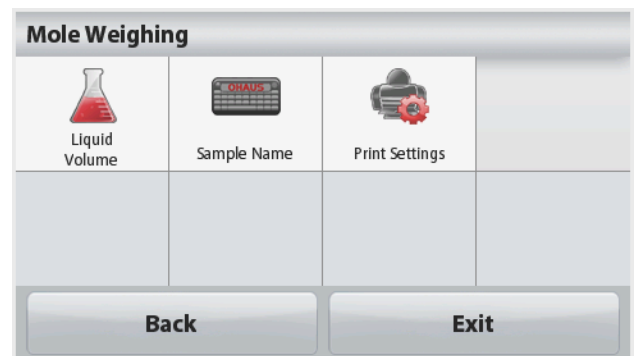 Mole Weighing
OHAUS
Liquid
Volume
Sample Name
Print Settings
Back
Exit